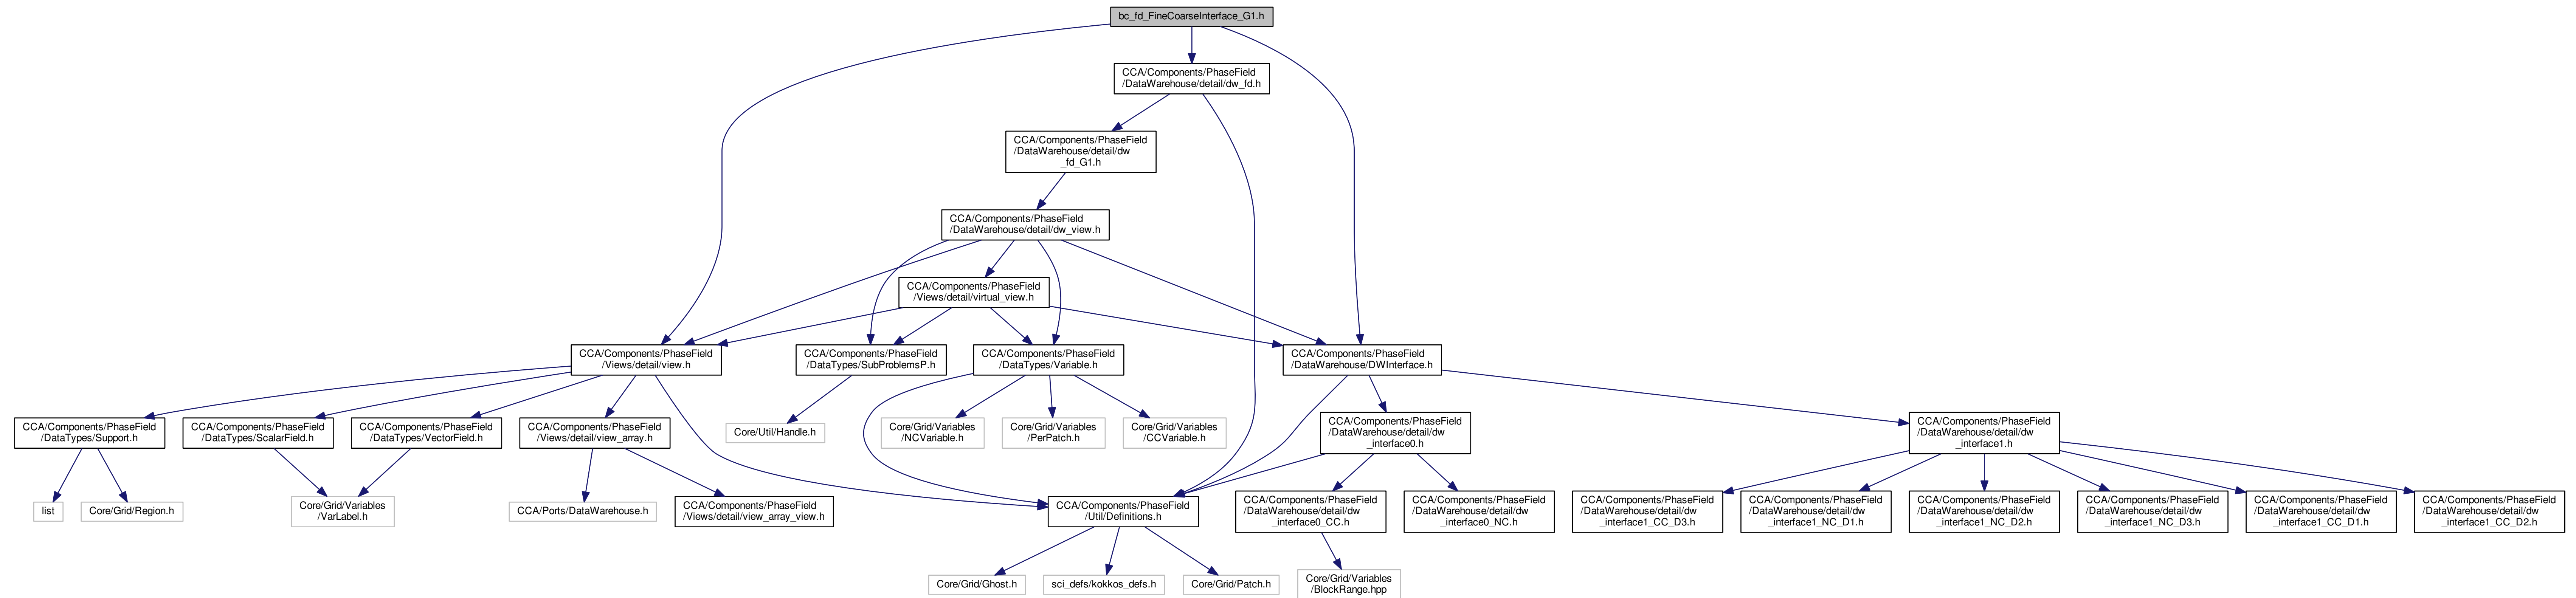 bc_fd_FineCoarseInterface_G1.h
CCA/Components/PhaseField
/DataWarehouse/detail/dw_fd.h
CCA/Components/PhaseField
/DataWarehouse/detail/dw
_fd_G1.h
CCA/Components/PhaseField
/DataWarehouse/detail/dw_view.h
CCA/Components/PhaseField
/Views/detail/virtual_view.h
CCA/Components/PhaseField
/Views/detail/view.h
CCA/Components/PhaseField
/DataTypes/SubProblemsP.h
CCA/Components/PhaseField
/DataTypes/Variable.h
CCA/Components/PhaseField
/DataWarehouse/DWInterface.h
CCA/Components/PhaseField
/DataTypes/Support.h
CCA/Components/PhaseField
/DataTypes/ScalarField.h
CCA/Components/PhaseField
/DataTypes/VectorField.h
CCA/Components/PhaseField
/Views/detail/view_array.h
Core/Util/Handle.h
Core/Grid/Variables
/NCVariable.h
Core/Grid/Variables
/PerPatch.h
Core/Grid/Variables
/CCVariable.h
CCA/Components/PhaseField
/DataWarehouse/detail/dw
_interface0.h
CCA/Components/PhaseField
/DataWarehouse/detail/dw
_interface1.h
list
Core/Grid/Region.h
Core/Grid/Variables
/VarLabel.h
CCA/Ports/DataWarehouse.h
CCA/Components/PhaseField
/Views/detail/view_array_view.h
CCA/Components/PhaseField
/Util/Definitions.h
CCA/Components/PhaseField
/DataWarehouse/detail/dw
_interface0_CC.h
CCA/Components/PhaseField
/DataWarehouse/detail/dw
_interface0_NC.h
CCA/Components/PhaseField
/DataWarehouse/detail/dw
_interface1_CC_D3.h
CCA/Components/PhaseField
/DataWarehouse/detail/dw
_interface1_NC_D1.h
CCA/Components/PhaseField
/DataWarehouse/detail/dw
_interface1_NC_D2.h
CCA/Components/PhaseField
/DataWarehouse/detail/dw
_interface1_NC_D3.h
CCA/Components/PhaseField
/DataWarehouse/detail/dw
_interface1_CC_D1.h
CCA/Components/PhaseField
/DataWarehouse/detail/dw
_interface1_CC_D2.h
Core/Grid/Ghost.h
sci_defs/kokkos_defs.h
Core/Grid/Patch.h
Core/Grid/Variables
/BlockRange.hpp